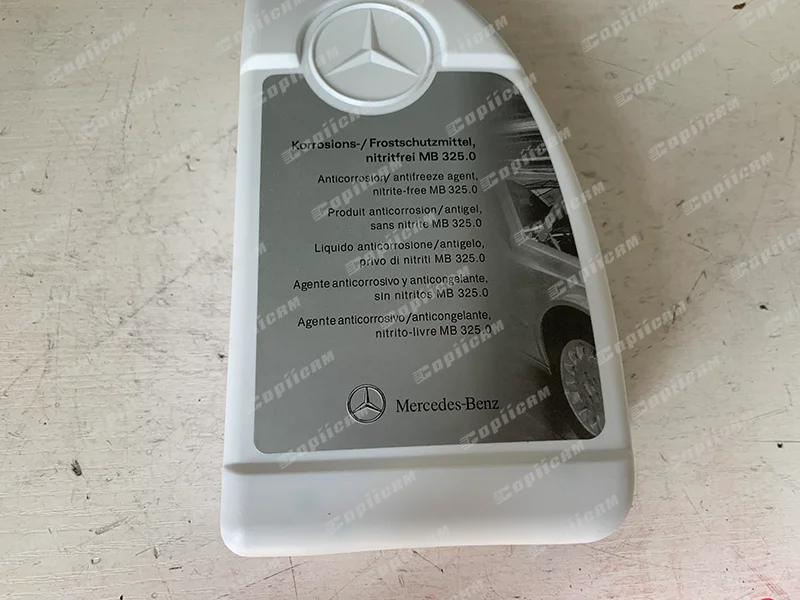 Korrosions-/ Frostschutzmittel,
nitritfrei MB 325.0
Anticorrosion/ antifreeze agent,
nitrite-free MB 325.0
Produit anticorrosion/antigel,
sans nitrite MB 325.0
Liquido anticorrosione/antigelo,
privo di nitriti MB 325.0
Agente anticorrosivo y anticongelante,
sin nitritos MB 325.0
Agente anticorrosivo/anticongelante,
nitrito-livre MB 325.0
Mercedes-Benz
CopiiCAM